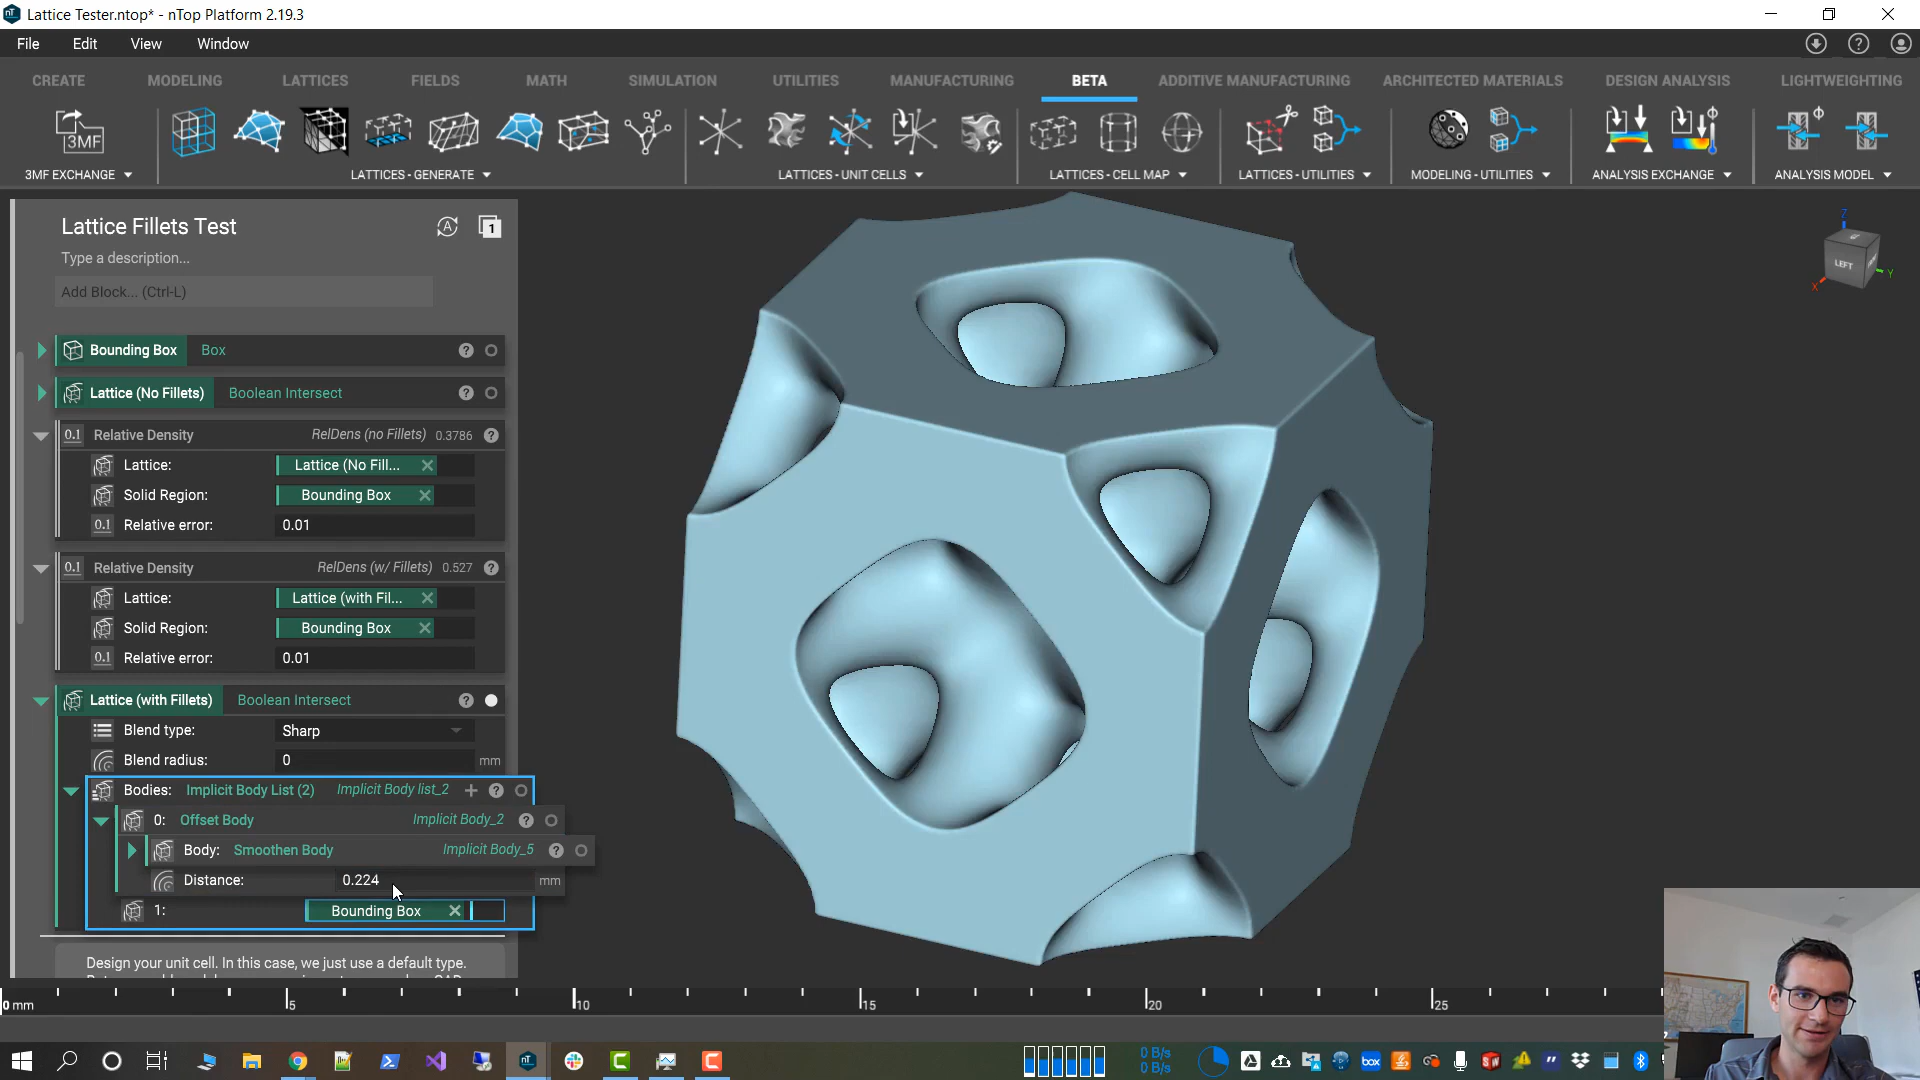 Lattice Tester.ntop* - nTop Platform 2.19.3
File Edit View Window
CREATE MODELING LATTICES FIELDS MATH SIMULATION UTILITIES MANUFACTURING BETA ADDITIVE MANUFACTURING ARCHITECTED MATERIALS DESIGN ANALYSIS LIGHTWEIGHTING
3MF
3MF EXCHANGE LATTICES - GENERATE LATTICES - UNIT CELLS LATTICES - CELL MAP LATTICES - UTILITIES MODELING - UTILITIES ANALYSIS EXCHANGE ANALYSIS MODEL
Lattice Fillets Test
A 1
Type a description...
Add Block... (Ctrl-L)
Bounding Box Box
Lattice (No Fillets) Boolean Intersect
0.1 Relative Density RelDens (no Fillets) 0.3786
Lattice: Lattice (No Fill...
Solid Region: Bounding Box
0.1 Relative error: 0.01
0.1 Relative Density RelDens (w/ Fillets) 0.527
Lattice: Lattice (with Fil...
Solid Region: Bounding Box
0.1 Relative error: 0.01
Lattice (with Fillets) Boolean Intersect
Blend type: Sharp
Blend radius: 0 mm
Bodies: Implicit Body List (2) Implicit Body list_2
0: Offset Body Implicit Body_2
Body: Smoothen Body Implicit Body_5
Distance: 0.224 mm
1: Bounding Box
Design your unit cell. In this case, we just use a default type.
Z
LEFT
X
Y
0 mm 5 10 15 20 25
0 B/s
0 B/s
box